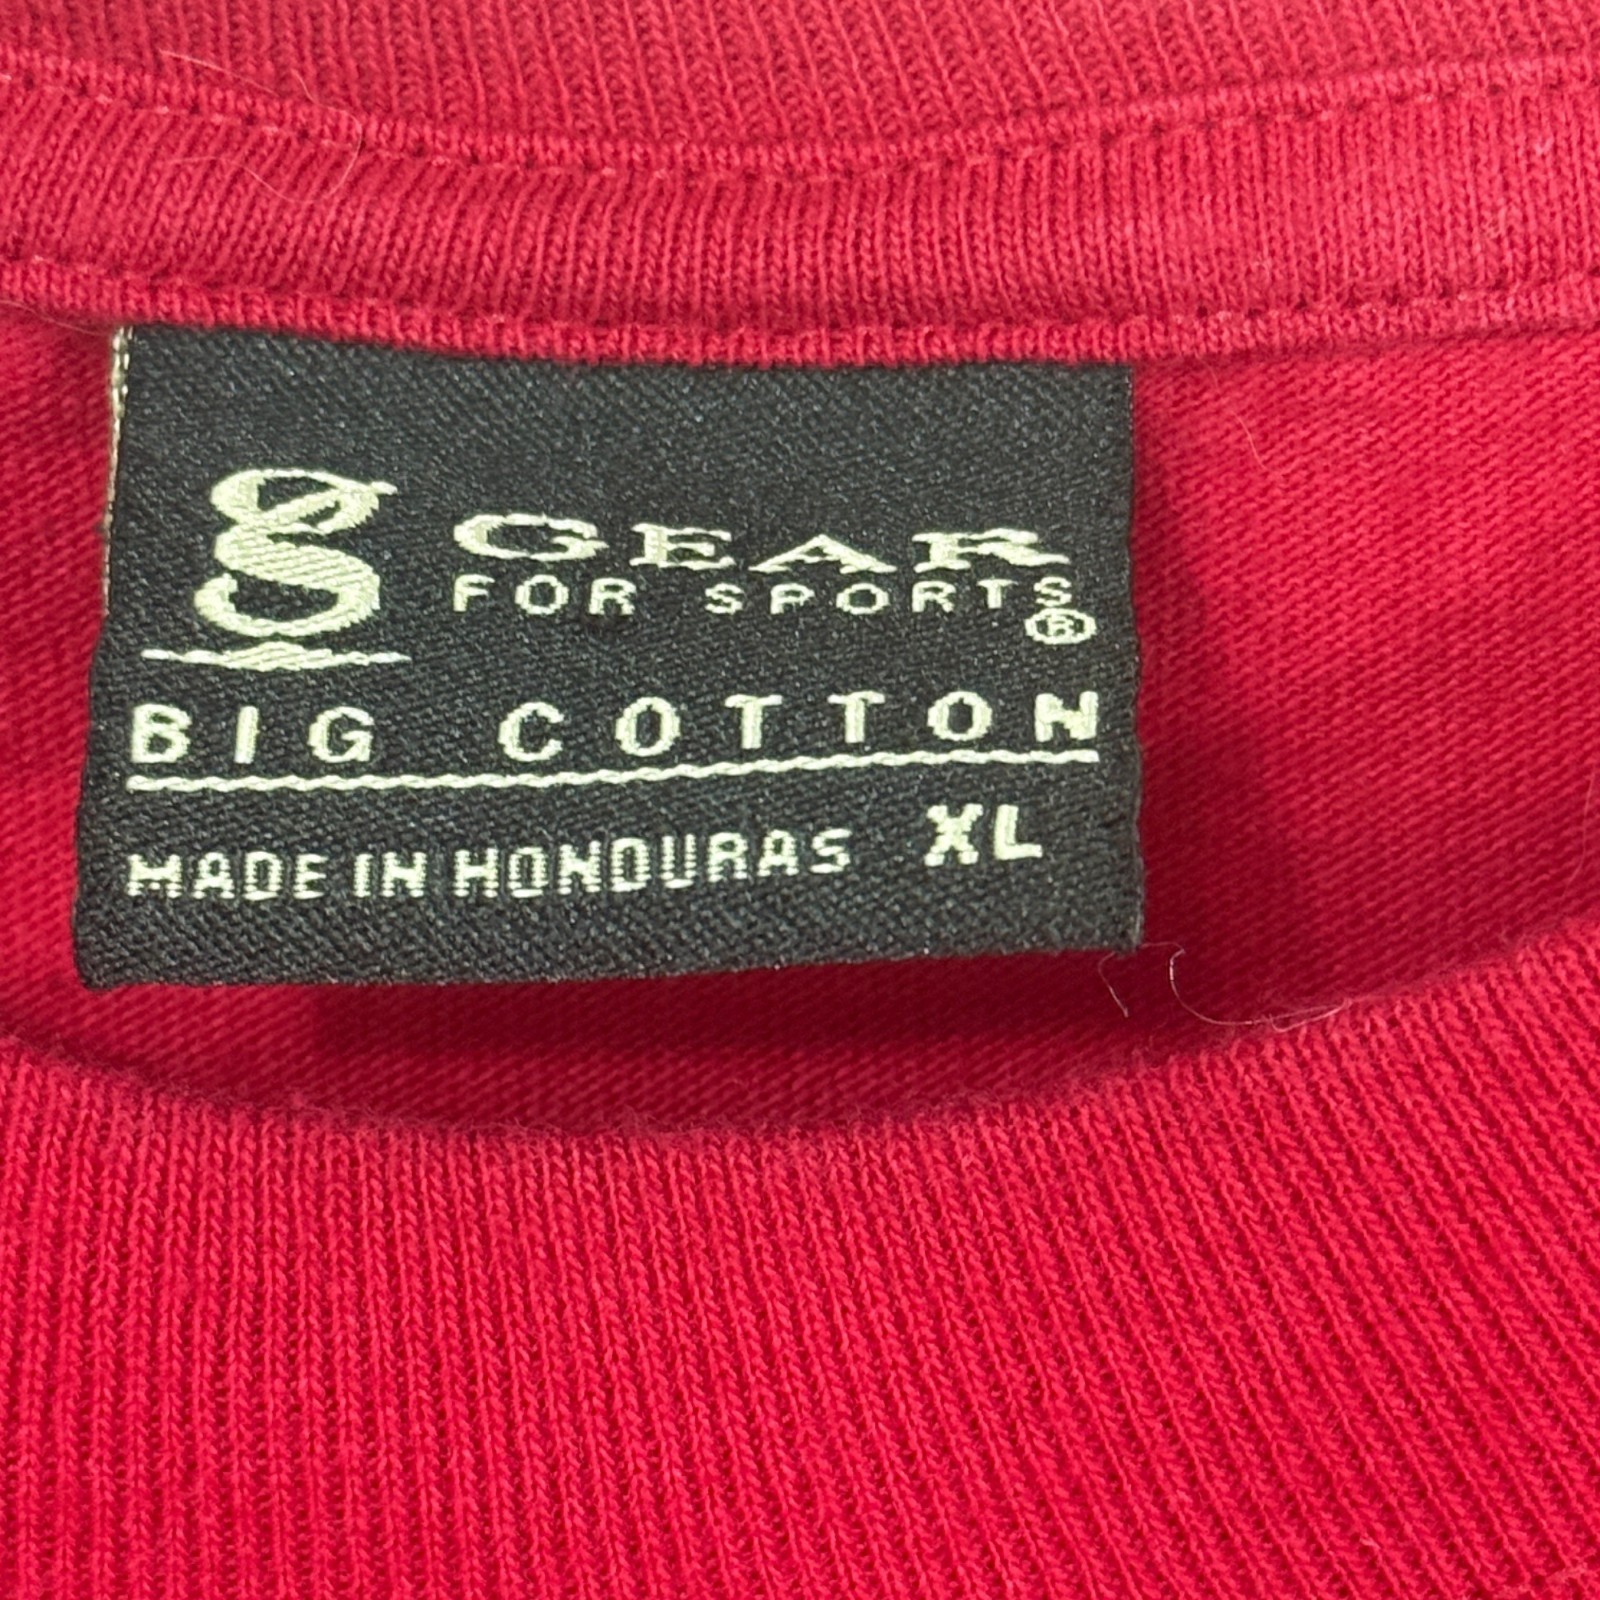 g GEAR
FOR SPORTS®
BIG COTTON
MADE IN HONDURAS XL